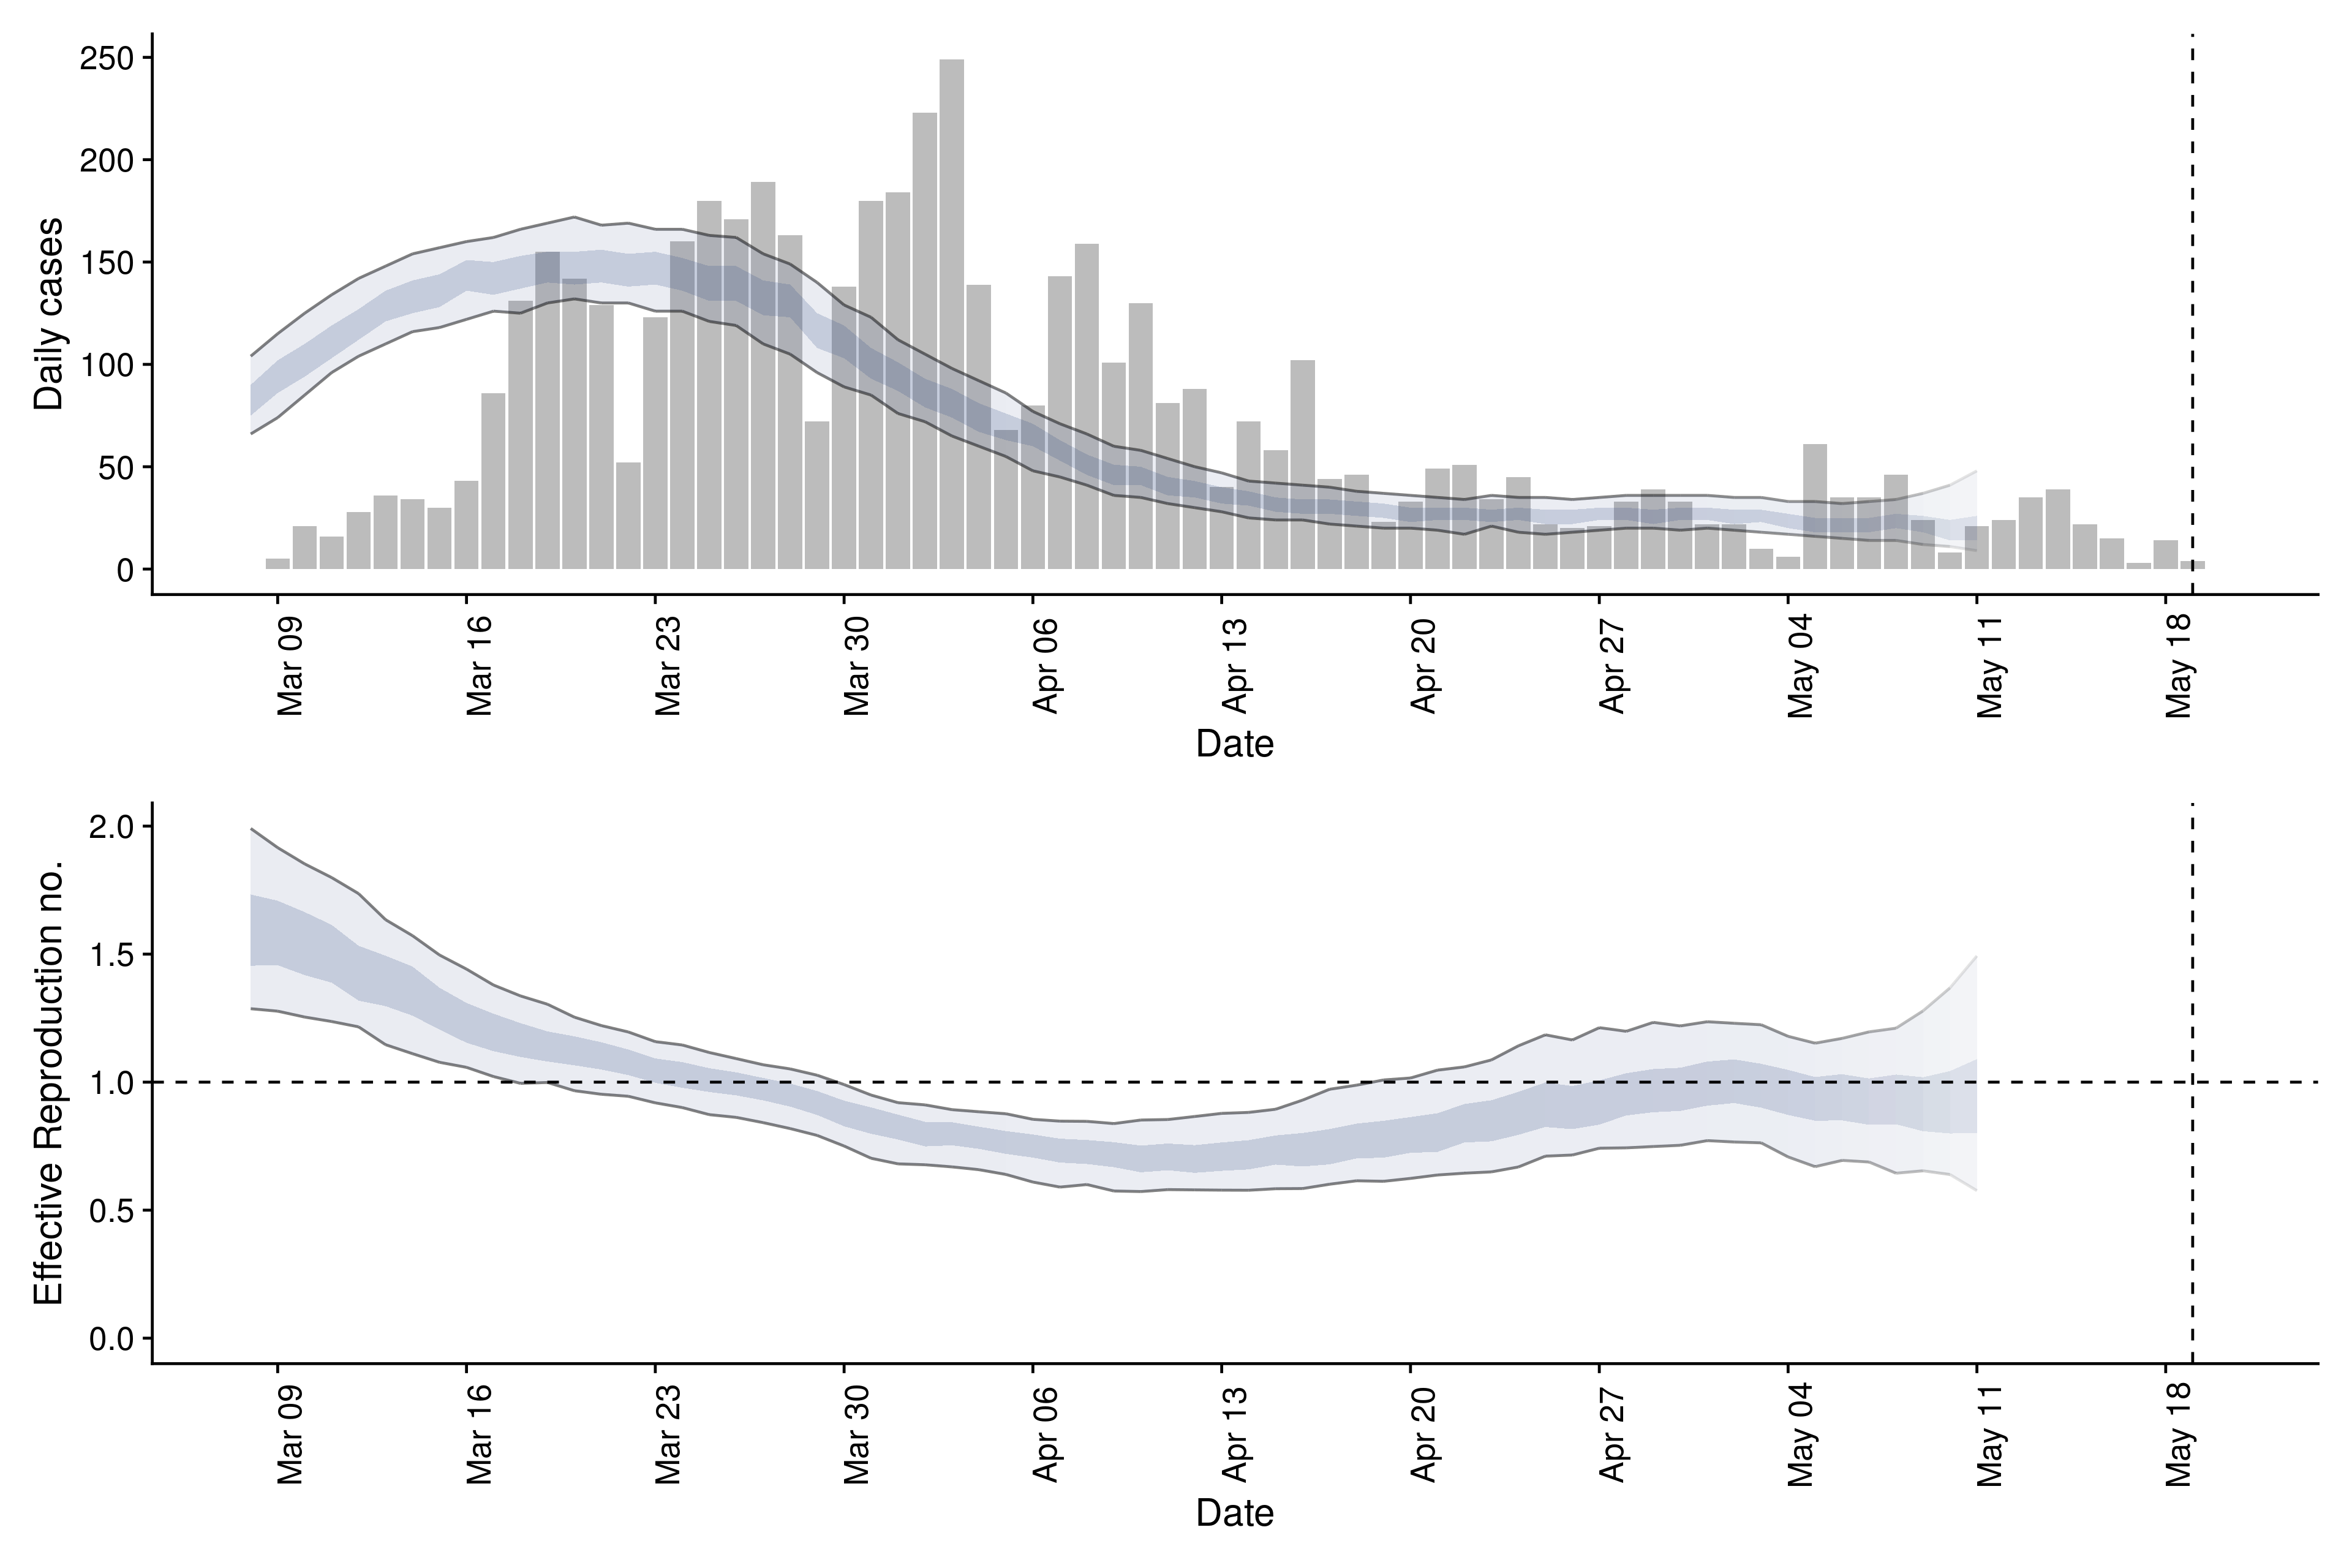 Daily cases
250
200
150
100
50
0
Mar 09
Mar 16
Mar 23
Mar 30
Apr 06
Apr 13
Apr 20
Apr 27
May 04
May 11
May 18
Date
Effective Reproduction no.
2.0
1.5
1.0
0.5
0.0
Mar 09
Mar 16
Mar 23
Mar 30
Apr 06
Apr 13
Apr 20
Apr 27
May 04
May 11
May 18
Date